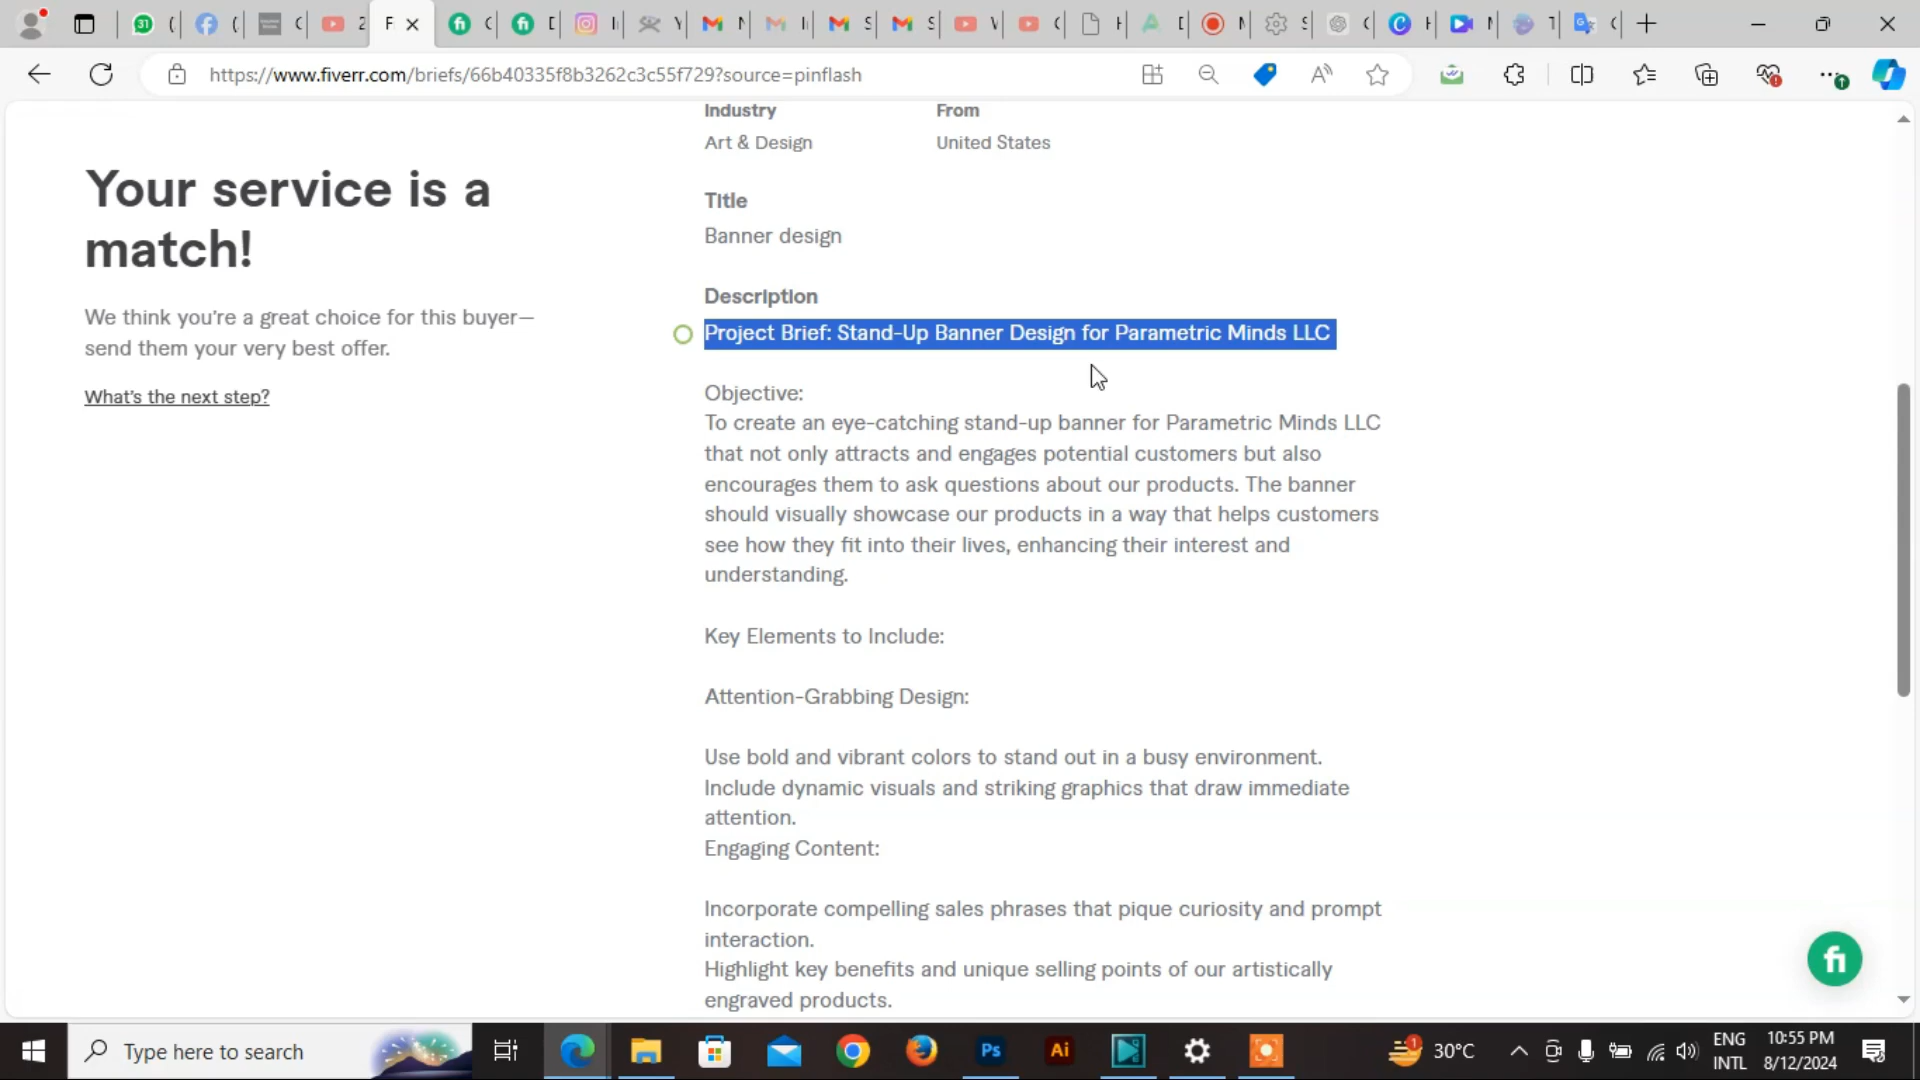 https://www.fiverr.com/briefs/66b40335f8b3262c3c55f729?source=pinflash
Industry
From
Art & Design
United States
Your service is a
match!
We think you're a great choice for this buyer—
send them your very best offer.
What's the next step?
Title
Banner design
Description
Project Brief: Stand-Up Banner Design for Parametric Minds LLC
Objective:
To create an eye-catching stand-up banner for Parametric Minds LLC
that not only attracts and engages potential customers but also
encourages them to ask questions about our products. The banner
should visually showcase our products in a way that helps customers
see how they fit into their lives, enhancing their interest and
understanding.
Key Elements to Include:
Attention-Grabbing Design:
Use bold and vibrant colors to stand out in a busy environment.
Include dynamic visuals and striking graphics that draw immediate
attention.
Engaging Content:
Incorporate compelling sales phrases that pique curiosity and prompt
interaction.
Highlight key benefits and unique selling points of our artistically
engraved products.
fi
Type here to search
Ps
Ai
30°C
ENG
INTL
10:55 PM
8/12/2024